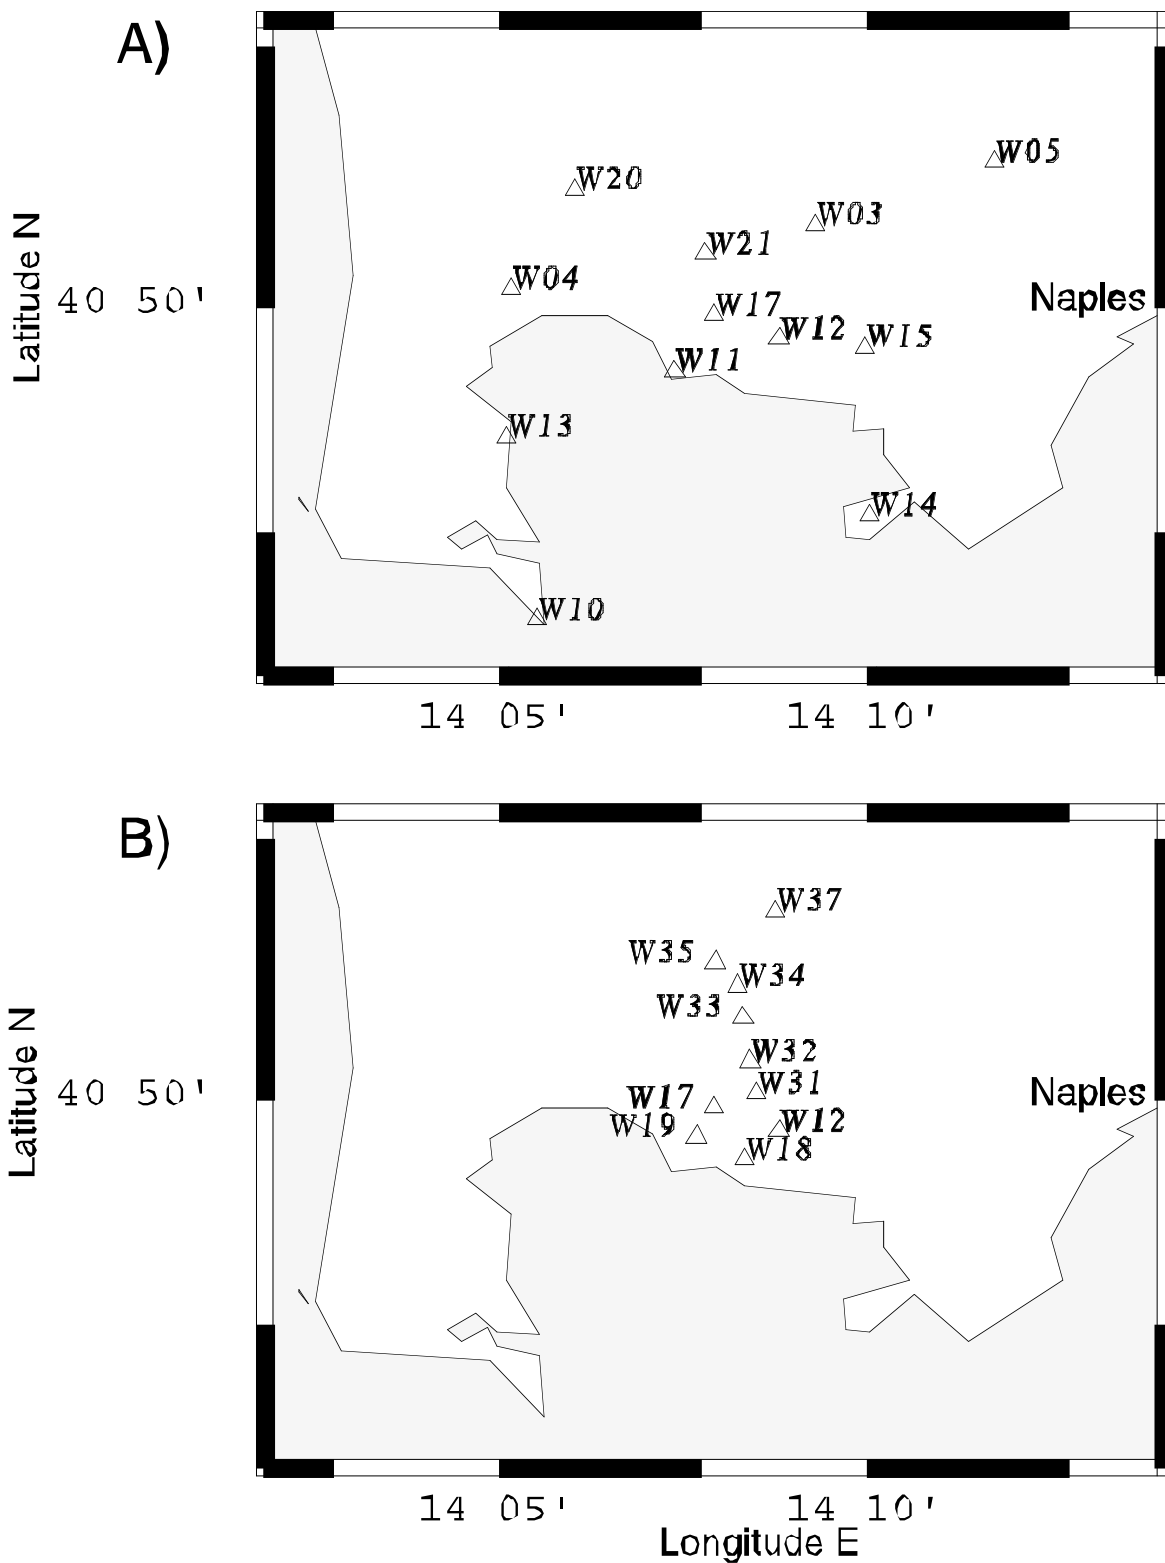 A)
W05
W20
W03
W21
W04
Latitude N
40 50'
Naples
W17
W12
W15
W11
W13
W14
W10
14 05'
14 10'
B)
W37
W35
W34
W33
W32
Latitude N
40 50'
W31
Naples
W17
W12
W19
W18
14 05'
14 10'
Longitude E